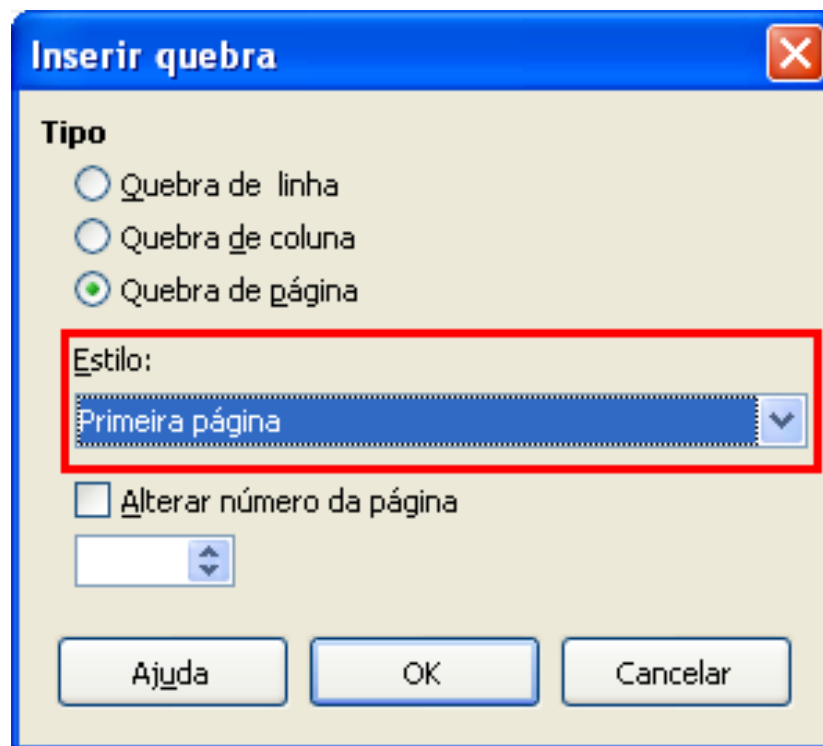 Inserir quebra
Tipo
Quebra de linha
Quebra de coluna
Quebra de página
Estilo:
Primeira página
Alterar número da página
Ajuda OK Cancelar